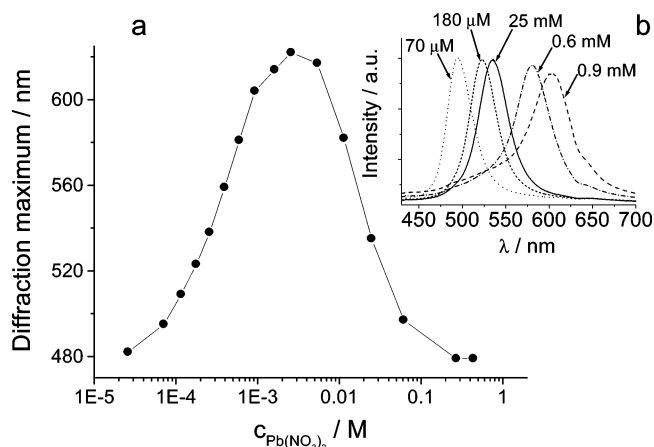 a
b
Diffraction maximum / nm
600
560
520
480
1E-5 1E-4 1E-3 0.01 0.1 1
c Pb(NO3)2 / M
Intensity / a.u.
70 µM
180 µM
25 mM
0.6 mM
0.9 mM
450 500 550 600 650 700
λ / nm